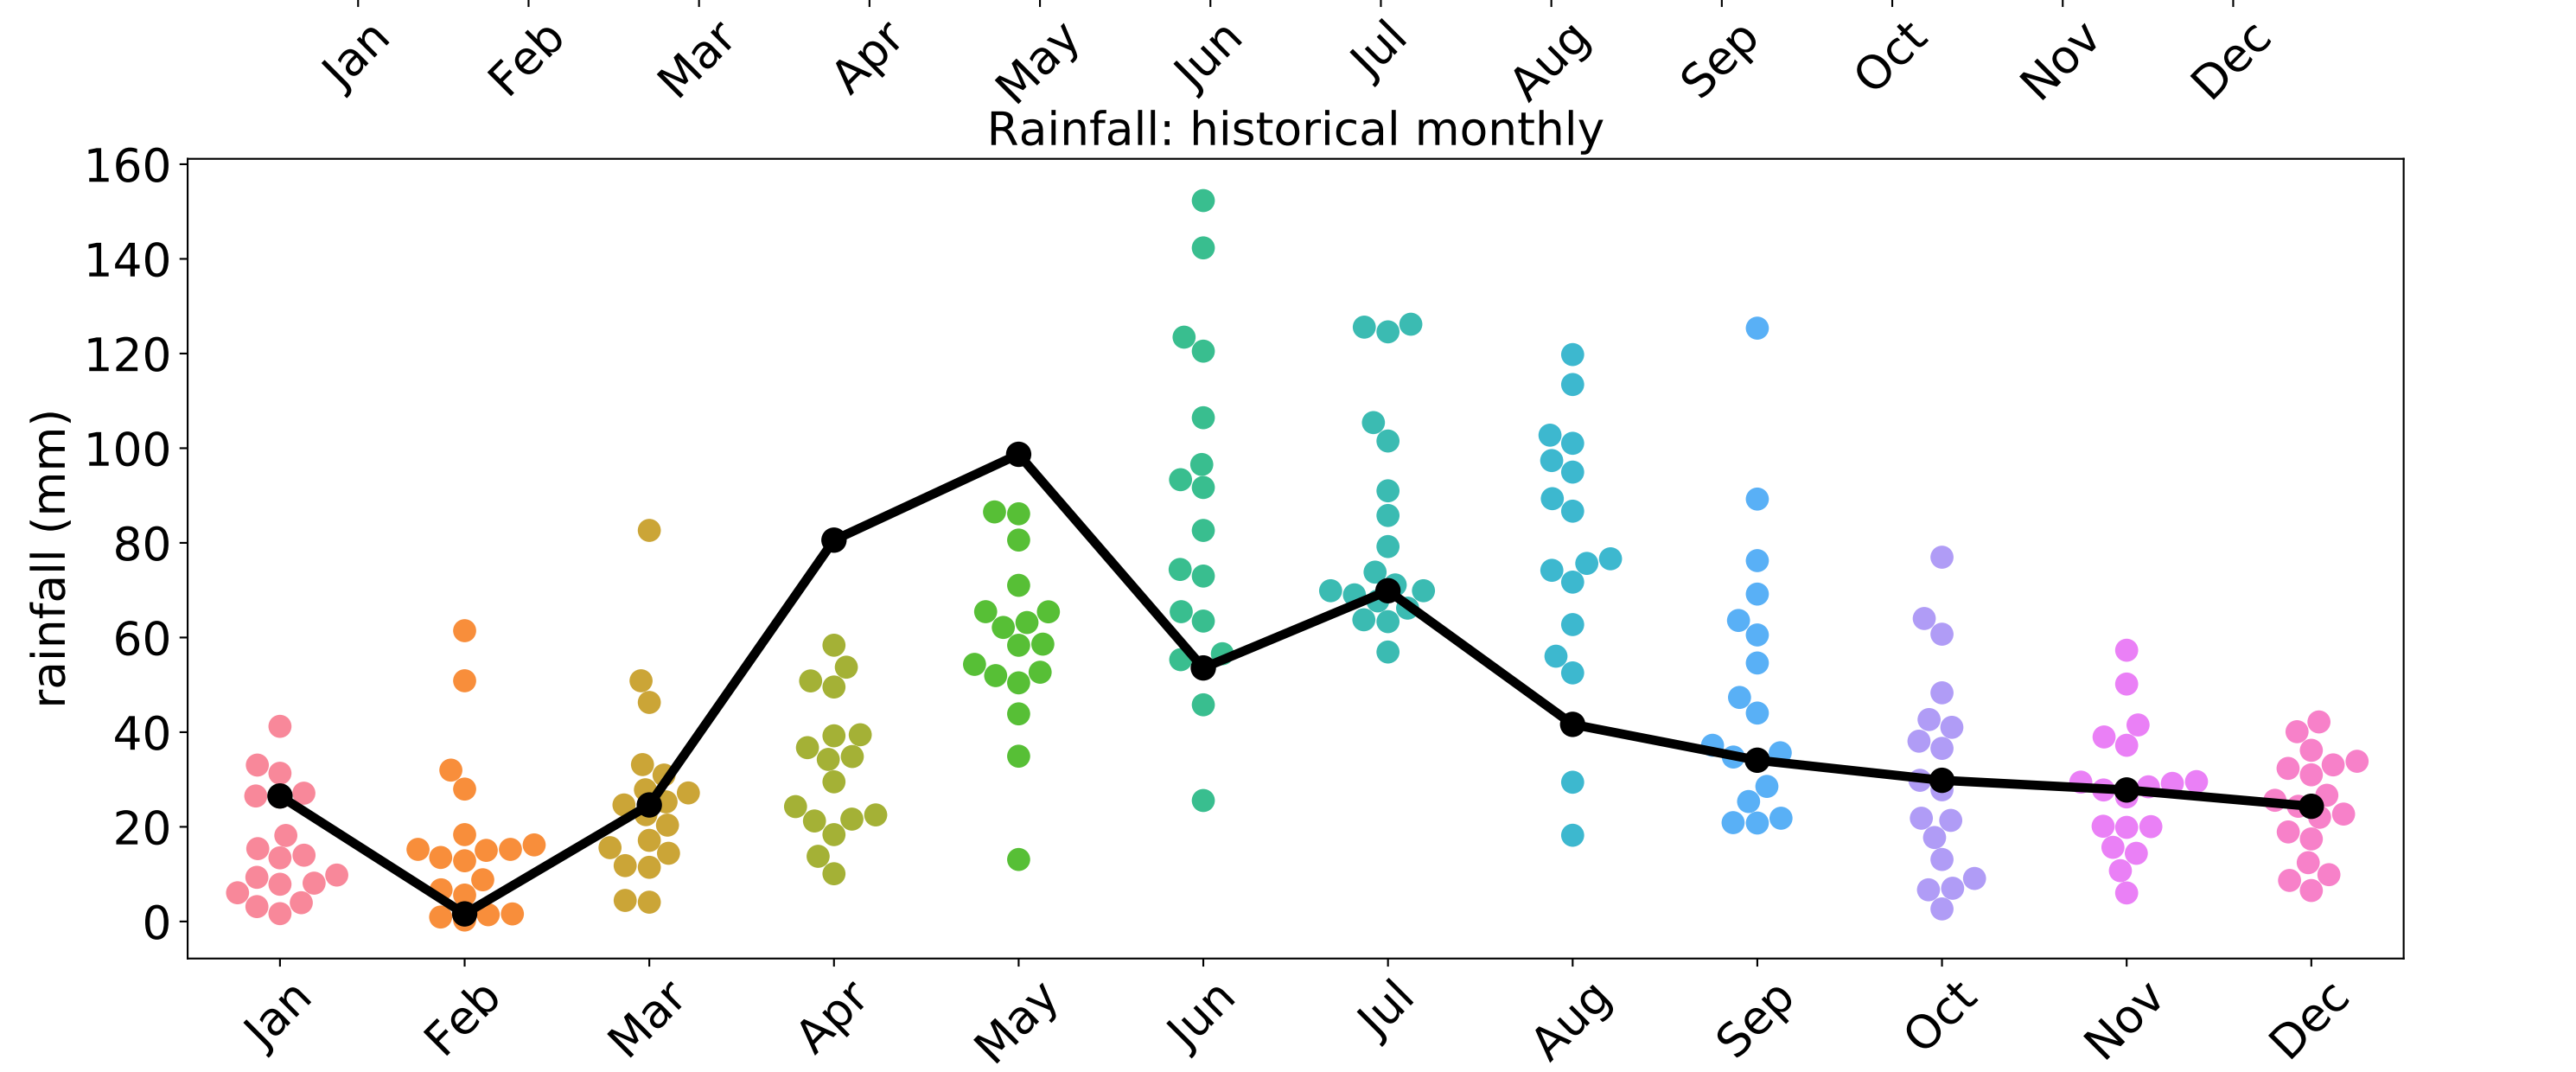 Jan Feb Mar Apr May Jun Jul Aug Sep Oct Nov Dec
Rainfall: historical monthly
160
140
120
100
80
60
40
20
0
rainfall (mm)
Jan Feb Mar Apr May Jun Jul Aug Sep Oct Nov Dec